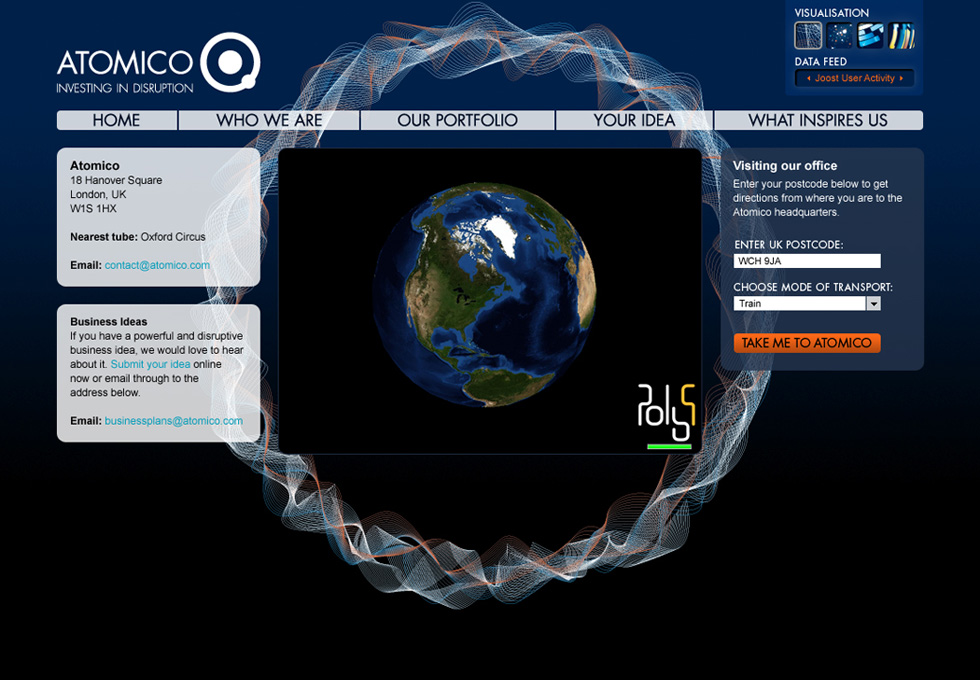 ATOMICO
INVESTING IN DISRUPTION
VISUALISATION
DATA FEED
Joost User Activity
HOME
WHO WE ARE
OUR PORTFOLIO
YOUR IDEA
WHAT INSPIRES US
Atomico
18 Hanover Square
London, UK
W1S 1HX
Nearest tube: Oxford Circus
Email: contact@atomico.com
Business Ideas
If you have a powerful and disruptive
business idea, we would love to hear
about it. Submit your idea online
now or email through to the
address below.
Email: businessplans@atomico.com
Poly9
Visiting our office
Enter your postcode below to get
directions from where you are to the
Atomico headquarters.
ENTER UK POSTCODE:
WCH 9JA
CHOOSE MODE OF TRANSPORT:
Train
TAKE ME TO ATOMICO